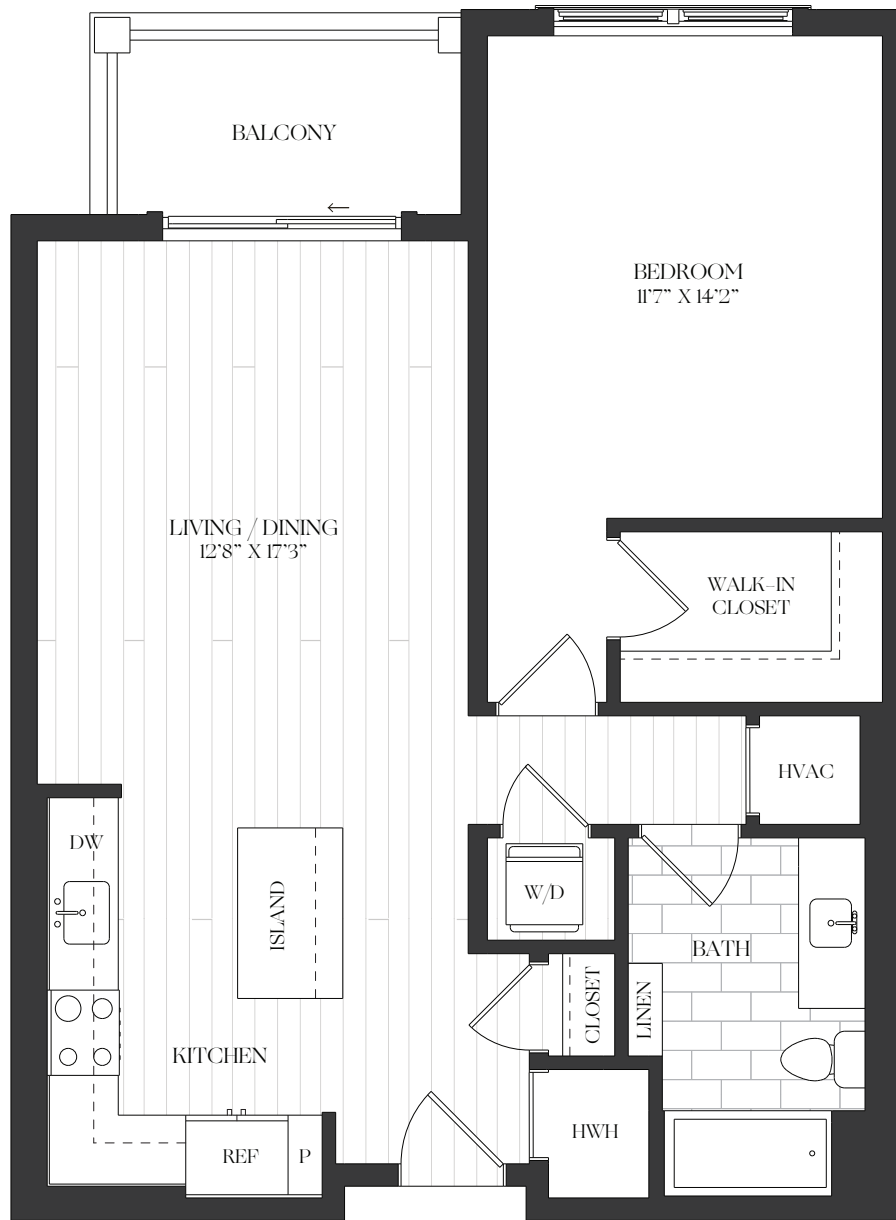 BALCONY
BEDROOM
11'7" X 14'2"
LIVING / DINING
12'8" X 17'3"
WALK-IN
CLOSET
HVAC
DW
W/D
ISLAND
BATH
CLOSET
LINEN
KITCHEN
HWH
REF
P